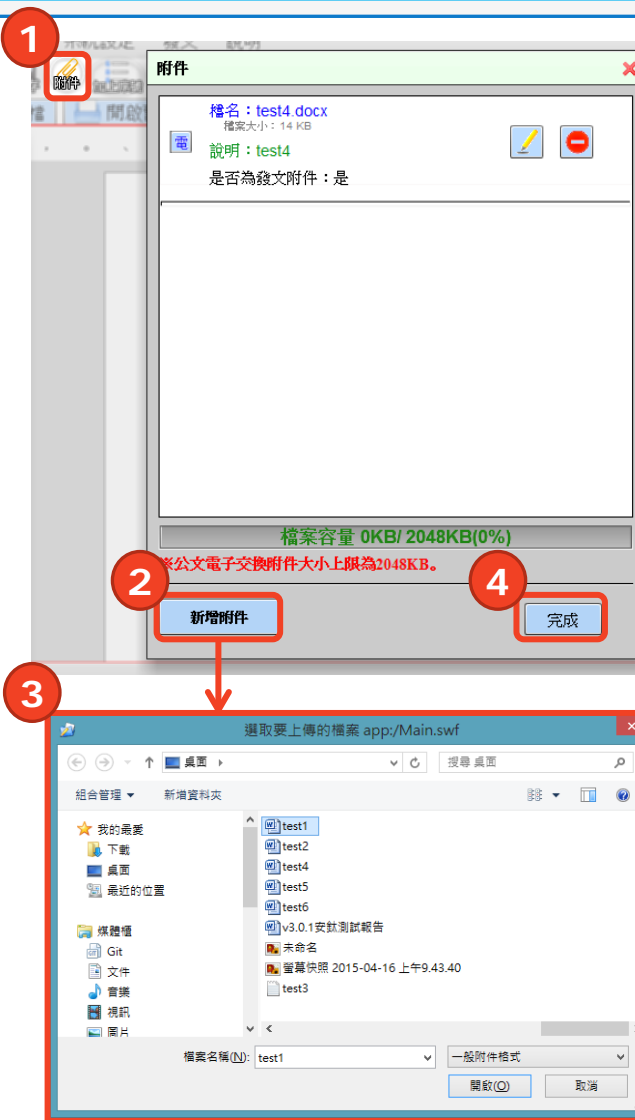 1
附件
附件
檔名：test4.docx
檔案大小：14 KB
電
說明：test4
是否為發文附件：是
開啟
檔案容量 0KB/ 2048KB(0%)
※公文電子交換附件大小上限為2048KB。
2
4
新增附件
完成
3
選取要上傳的檔案 app:/Main.swf
桌面
搜尋 桌面
組合管理
新增資料夾
我的最愛
下載
桌面
最近的位置
媒體櫃
Git
文件
音樂
視訊
圖片
test1
test2
test4
test5
test6
v3.0.1安鈦測試報告
未命名
螢幕快照 2015-04-16 上午9.43.40
test3
檔案名稱(N):
test1
一般附件格式
開啟(O)
取消